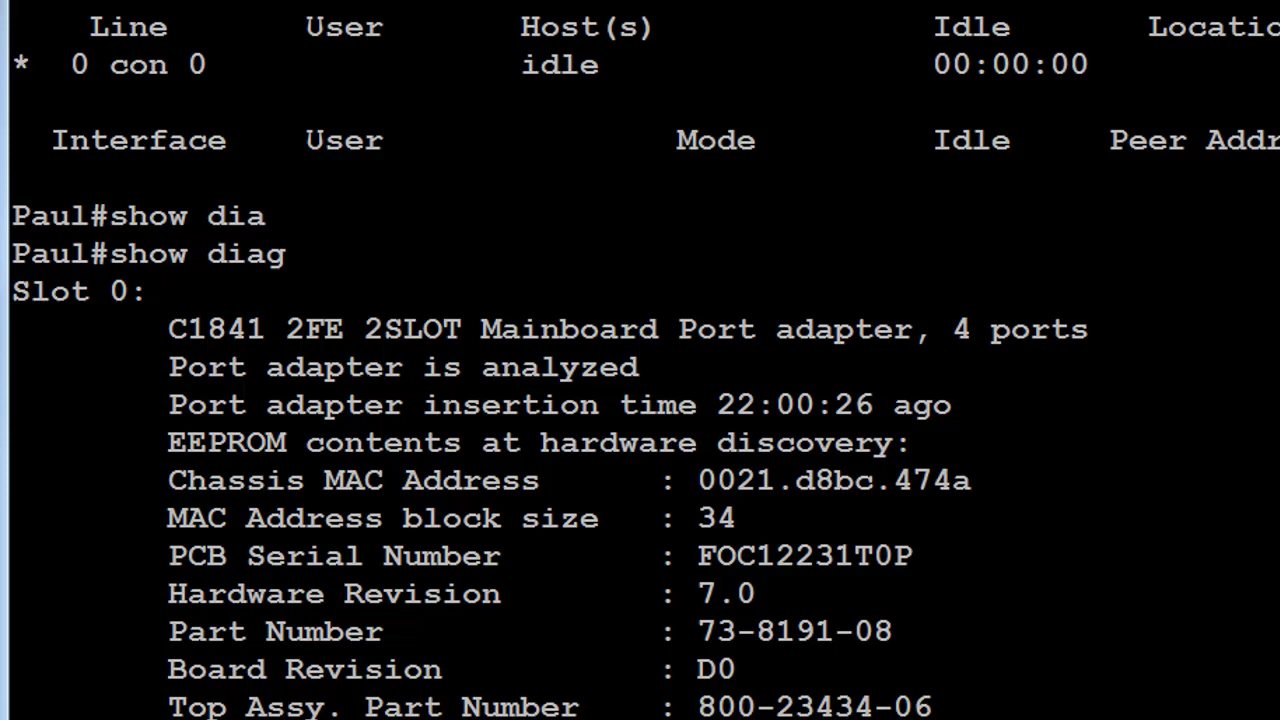 Line User Host(s) Idle Locatio
* 0 con 0 idle 00:00:00
Interface User Mode Idle Peer Addr
Paul#show dia
Paul#show diag
Slot 0:
C1841 2FE 2SLOT Mainboard Port adapter, 4 ports
Port adapter is analyzed
Port adapter insertion time 22:00:26 ago
EEPROM contents at hardware discovery:
Chassis MAC Address : 0021.d8bc.474a
MAC Address block size : 34
PCB Serial Number : FOC12231T0P
Hardware Revision : 7.0
Part Number : 73-8191-08
Board Revision : D0
Top Assy. Part Number : 800-23434-06